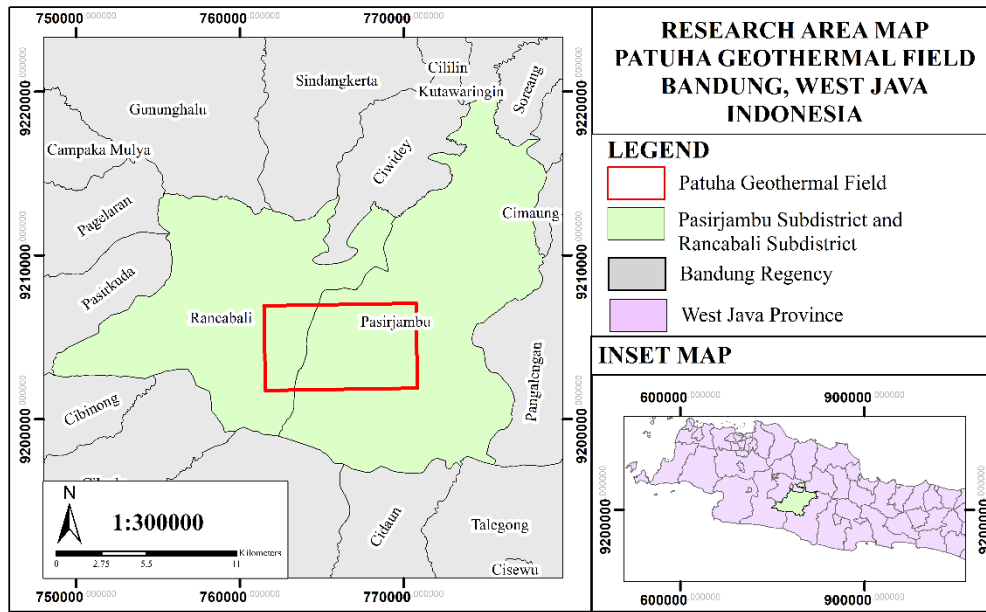 750000.000000 760000.000000 770000.000000
9220000.000000
9210000.000000
9200000.000000
Cililin
Sindangkerta
Kutawaringin
Soreang
Gununghalu
Campaka Mulya
Ciwidey
Pagelaran
Cimaung
Pasirkuda
Rancabali
Pasirjambu
Pangalengan
Cibinong
Cidaun
Talegong
Cisewu
N
1:300000
Kilometers
0 2.75 5.5 11
9220000.000000
9210000.000000
9200000.000000
750000.000000 760000.000000 770000.000000
RESEARCH AREA MAP
PATUHA GEOTHERMAL FIELD
BANDUNG, WEST JAVA
INDONESIA
LEGEND
Patuha Geothermal Field
Pasirjambu Subdistrict and
Rancabali Subdistrict
Bandung Regency
West Java Province
INSET MAP
600000.000000 900000.000000
9200000.000000
9200000.000000
600000.000000 900000.000000